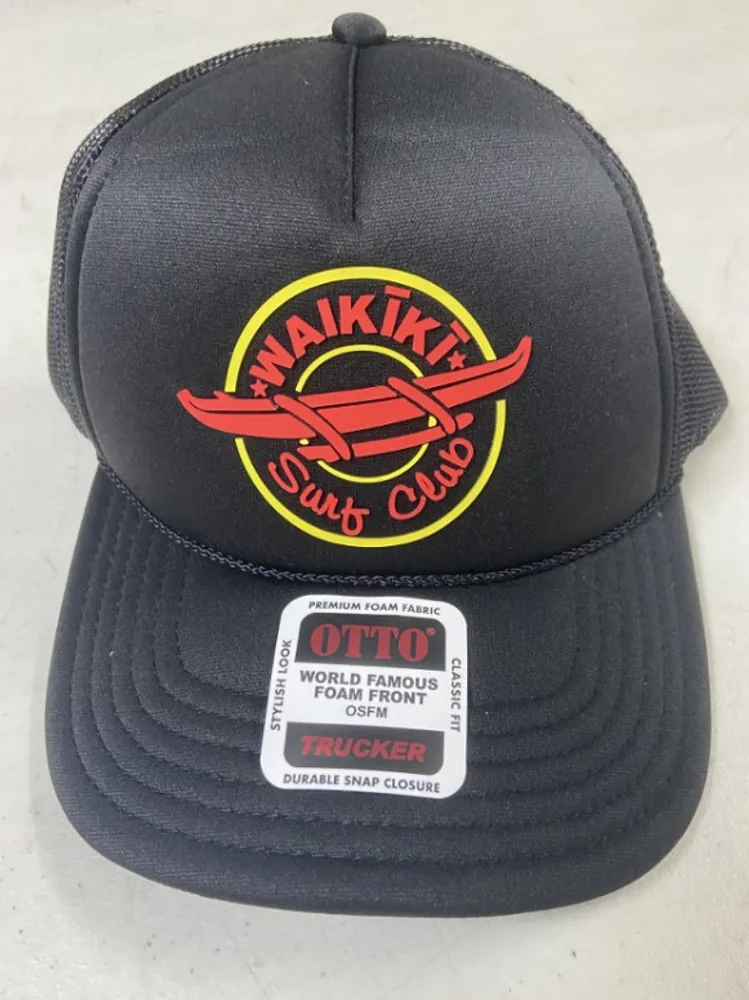 WAIKĪKĪ
Surf Club
PREMIUM FOAM FABRIC
STYLISH LOOK
OTTO®
WORLD FAMOUS
FOAM FRONT
OSFM
CLASSIC FIT
TRUCKER
DURABLE SNAP CLOSURE